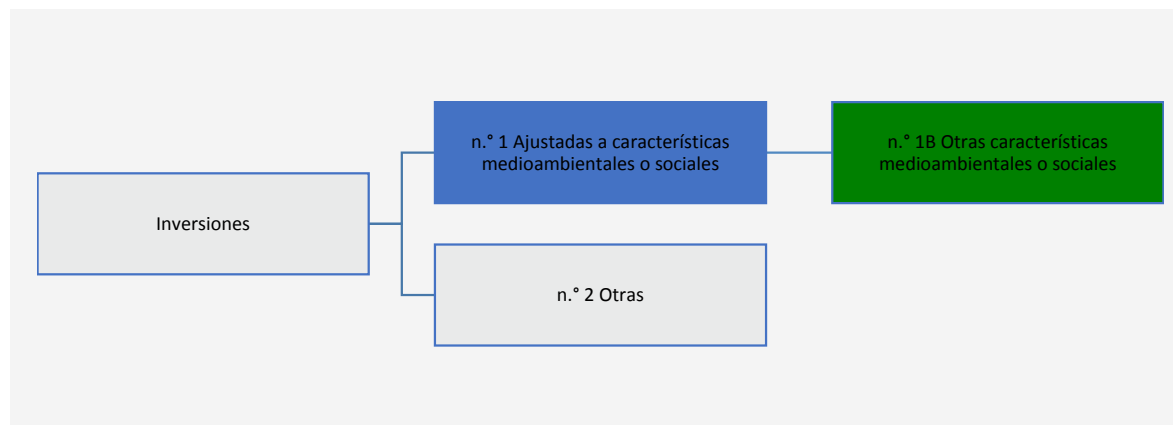 n.° 1 Ajustadas a características
medioambientales o sociales
n.° 1B Otras características
medioambientales o sociales
Inversiones
n.° 2 Otras